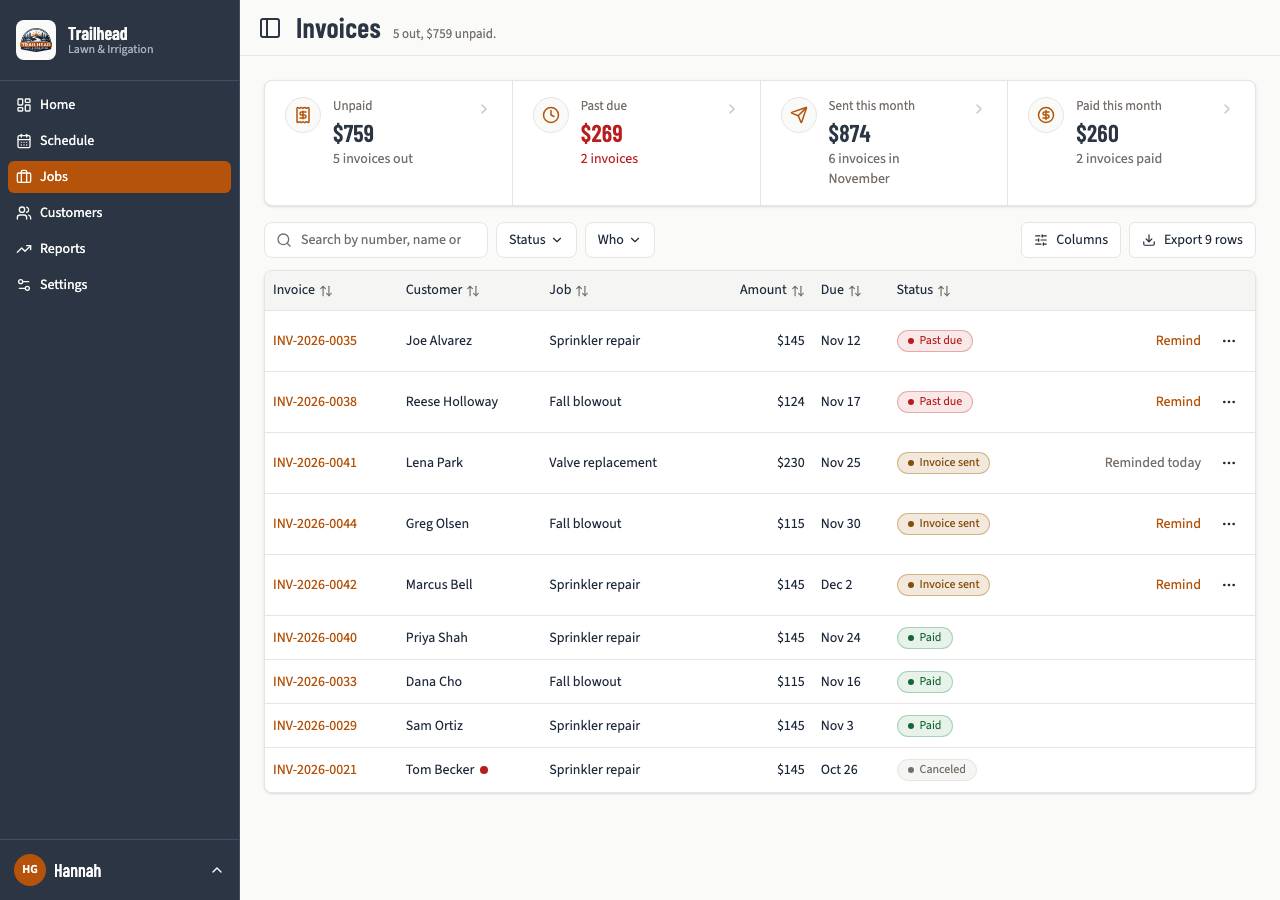 TRAILHEAD
Trailhead
Lawn & Irrigation
Home
Schedule
Jobs
Customers
Reports
Settings
HG Hannah
Invoices 5 out, $759 unpaid.
Unpaid
$759
5 invoices out
Past due
$269
2 invoices
Sent this month
$874
6 invoices in
November
Paid this month
$260
2 invoices paid
Search by number, name or
Status
Who
Columns
Export 9 rows
Invoice Customer Job Amount Due Status
INV-2026-0035 Joe Alvarez Sprinkler repair $145 Nov 12 Past due Remind
INV-2026-0038 Reese Holloway Fall blowout $124 Nov 17 Past due Remind
INV-2026-0041 Lena Park Valve replacement $230 Nov 25 Invoice sent Reminded today
INV-2026-0044 Greg Olsen Fall blowout $115 Nov 30 Invoice sent Remind
INV-2026-0042 Marcus Bell Sprinkler repair $145 Dec 2 Invoice sent Remind
INV-2026-0040 Priya Shah Sprinkler repair $145 Nov 24 Paid
INV-2026-0033 Dana Cho Fall blowout $115 Nov 16 Paid
INV-2026-0029 Sam Ortiz Sprinkler repair $145 Nov 3 Paid
INV-2026-0021 Tom Becker Sprinkler repair $145 Oct 26 Canceled